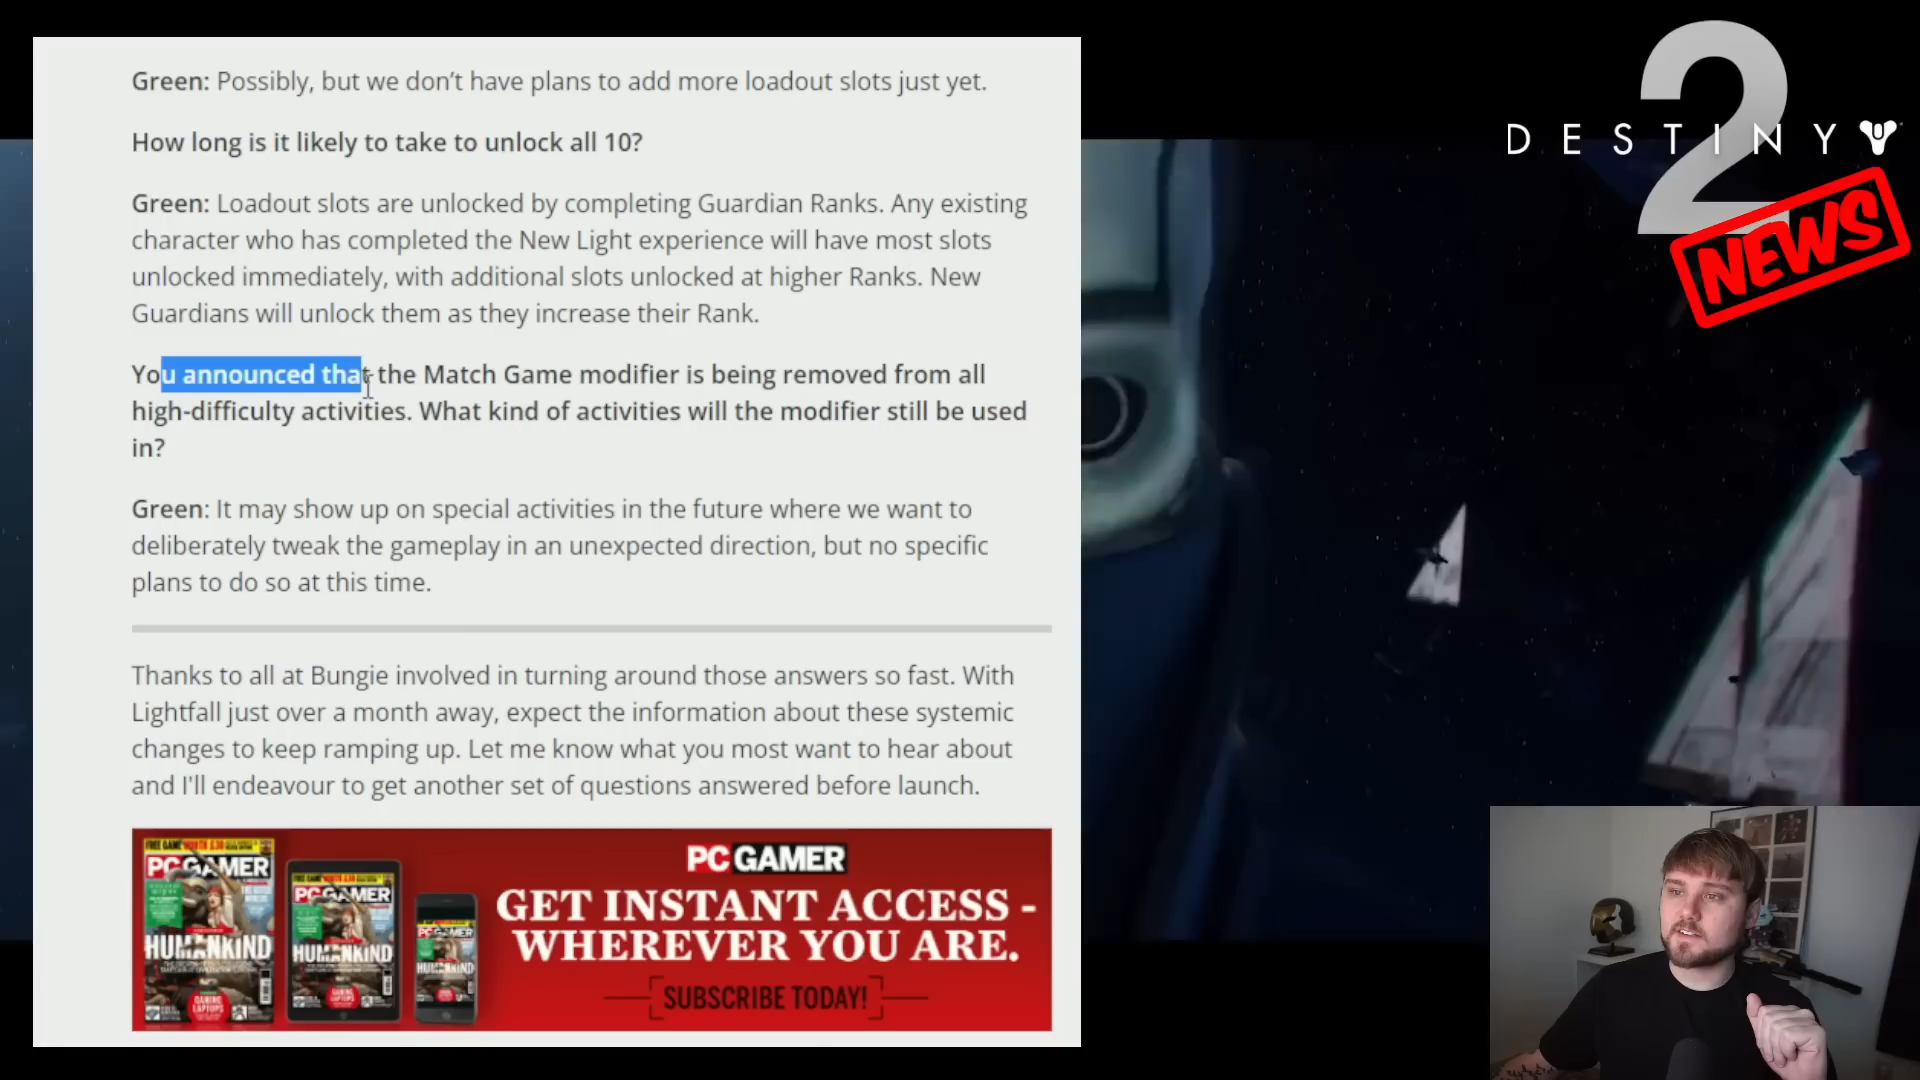 Green: Possibly, but we don't have plans to add more loadout slots just yet.
How long is it likely to take to unlock all 10?
Green: Loadout slots are unlocked by completing Guardian Ranks. Any existing
character who has completed the New Light experience will have most slots
unlocked immediately, with additional slots unlocked at higher Ranks. New
Guardians will unlock them as they increase their Rank.
You announced that the Match Game modifier is being removed from all
high-difficulty activities. What kind of activities will the modifier still be used
in?
Green: It may show up on special activities in the future where we want to
deliberately tweak the gameplay in an unexpected direction, but no specific
plans to do so at this time.
Thanks to all at Bungie involved in turning around those answers so fast. With
Lightfall just over a month away, expect the information about these systemic
changes to keep ramping up. Let me know what you most want to hear about
and I'll endeavour to get another set of questions answered before launch.
PC GAMER
GET INSTANT ACCESS -
WHEREVER YOU ARE.
SUBSCRIBE TODAY!
PC GAMER
HUMANKIND
PC GAMER
HUMANKIND
PC GAMER
HUMANKIND
2
DESTINY
NEWS